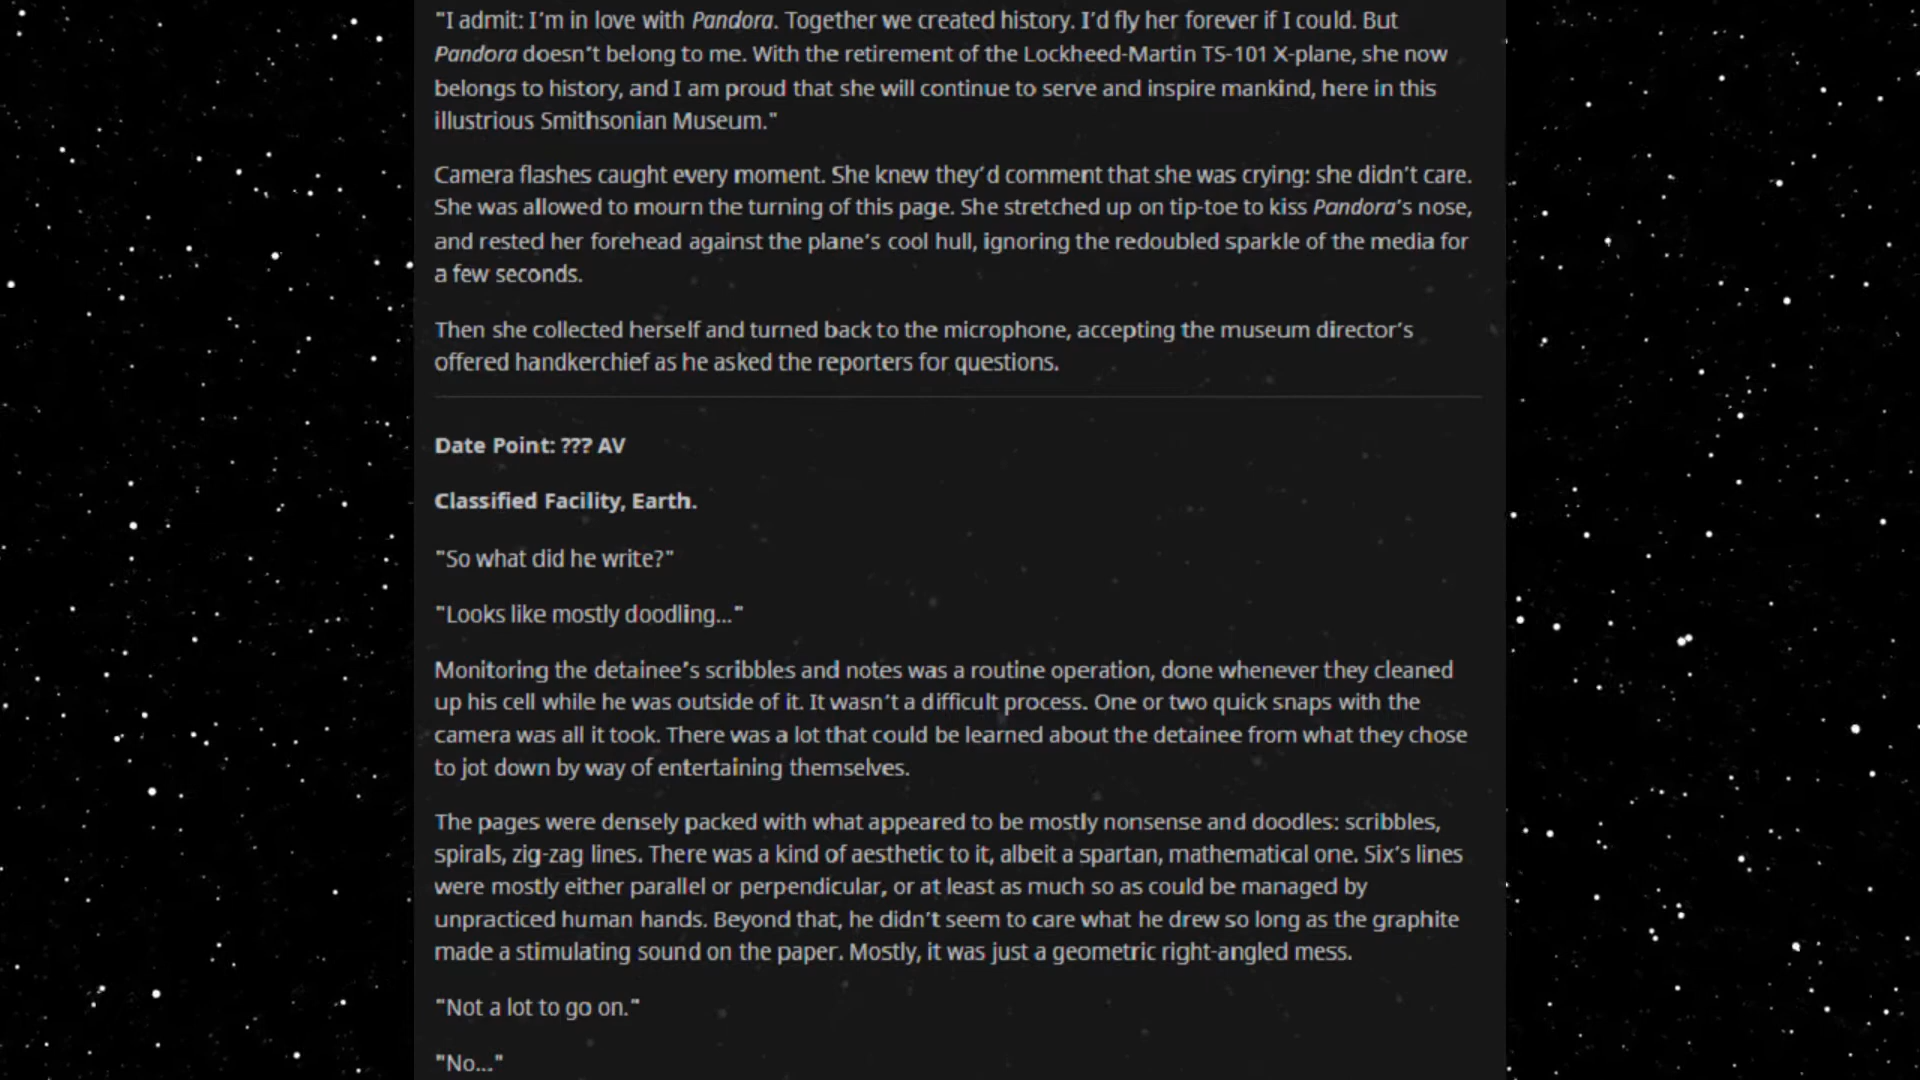 "I admit: I'm in love with Pandora. Together we created history. I'd fly her forever if I could. But
Pandora doesn't belong to me. With the retirement of the Lockheed-Martin TS-101 X-plane, she now
belongs to history, and I am proud that she will continue to serve and inspire mankind, here in this
illustrious Smithsonian Museum."
Camera flashes caught every moment. She knew they'd comment that she was crying: she didn't care.
She was allowed to mourn the turning of this page. She stretched up on tip-toe to kiss Pandora's nose,
and rested her forehead against the plane's cool hull, ignoring the redoubled sparkle of the media for
a few seconds.
Then she collected herself and turned back to the microphone, accepting the museum director's
offered handkerchief as he asked the reporters for questions.
Date Point: ??? AV
Classified Facility, Earth.
"So what did he write?"
"Looks like mostly doodling..."
Monitoring the detainee's scribbles and notes was a routine operation, done whenever they cleaned
up his cell while he was outside of it. It wasn't a difficult process. One or two quick snaps with the
camera was all it took. There was a lot that could be learned about the detainee from what they chose
to jot down by way of entertaining themselves.
The pages were densely packed with what appeared to be mostly nonsense and doodles: scribbles,
spirals, zig-zag lines. There was a kind of aesthetic to it, albeit a spartan, mathematical one. Six's lines
were mostly either parallel or perpendicular, or at least as much so as could be managed by
unpracticed human hands. Beyond that, he didn't seem to care what he drew so long as the graphite
made a stimulating sound on the paper. Mostly, it was just a geometric right-angled mess.
"Not a lot to go on."
"No..."